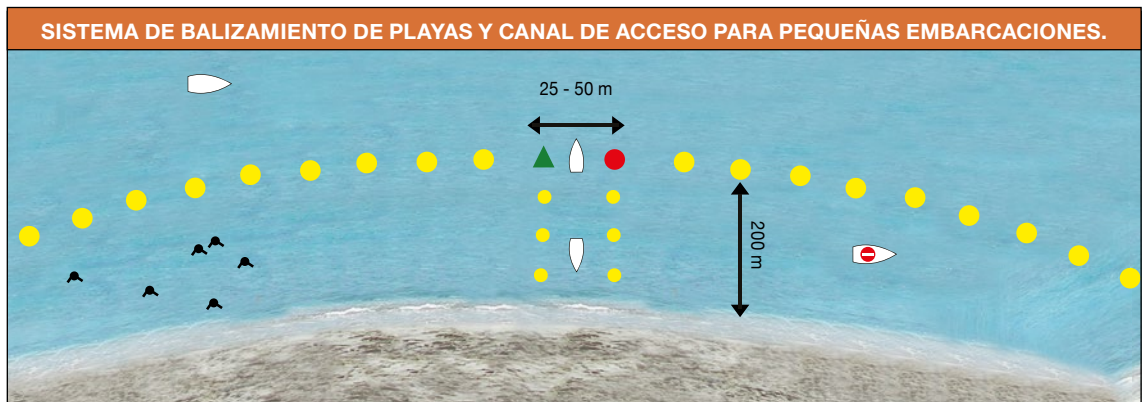 SISTEMA DE BALIZAMIENTO DE PLAYAS Y CANAL DE ACCESO PARA PEQUEÑAS EMBARCACIONES.
25 - 50 m
200 m